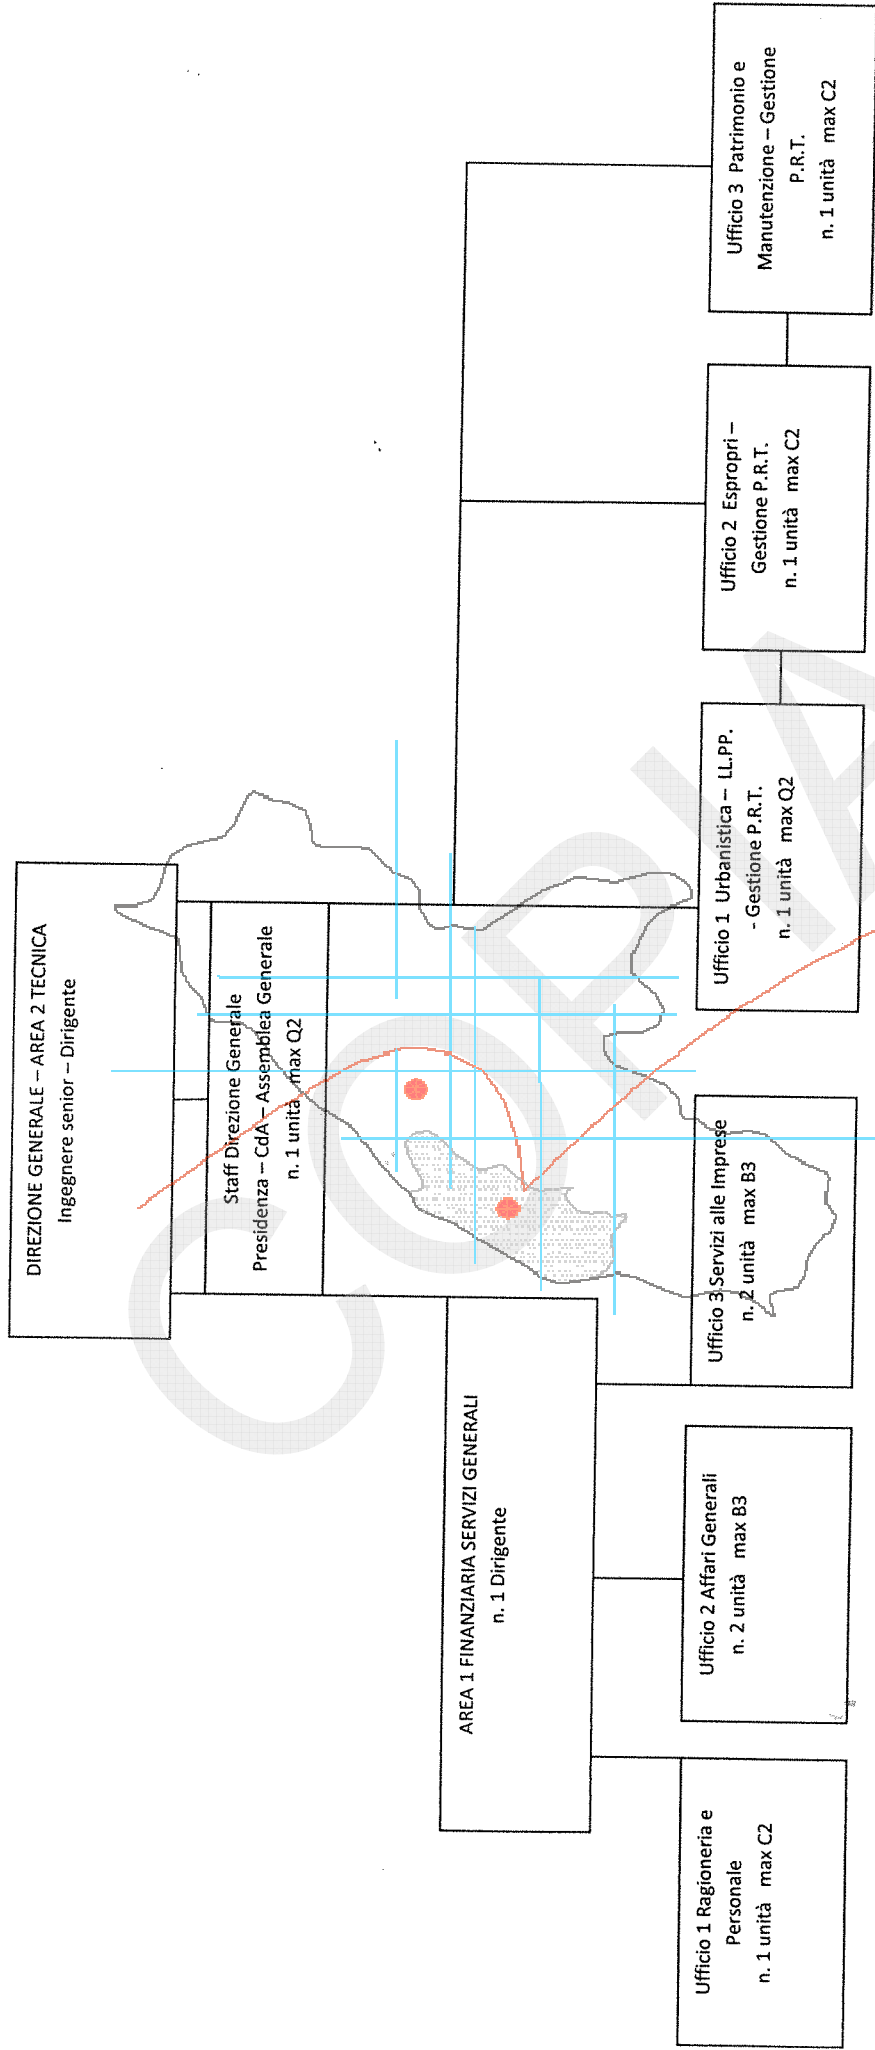 DIREZIONE GENERALE – AREA 2 TECNICA
Ingegnere senior – Dirigente
Staff Direzione Generale
Presidenza – CdA – Assemblea Generale
n. 1 unità max Q2
AREA 1 FINANZIARIA SERVIZI GENERALI
n. 1 Dirigente
Ufficio 1 Ragioneria e
Personale
n. 1 unità max C2
Ufficio 2 Affari Generali
n. 2 unità max B3
Ufficio 3 Servizi alle Imprese
n. 2 unità max B3
Ufficio 1 Urbanistica – LL.PP.
- Gestione P.R.T.
n. 1 unità max Q2
Ufficio 2 Espropri –
Gestione P.R.T.
n. 1 unità max C2
Ufficio 3 Patrimonio e
Manutenzione – Gestione
P.R.T.
n. 1 unità max C2
COPIA